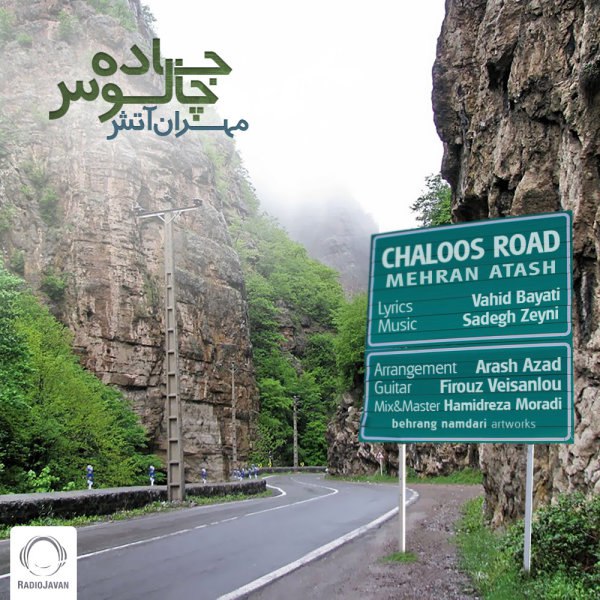 جاده
چالوس
مهران آتش
CHALOOS ROAD
MEHRAN ATASH
Lyrics Vahid Bayati
Music Sadegh Zeyni
Arrangement Arash Azad
Guitar Firouz Veisanlou
Mix&Master Hamidreza Moradi
behrang namdari artworks
RADIOJAVAN